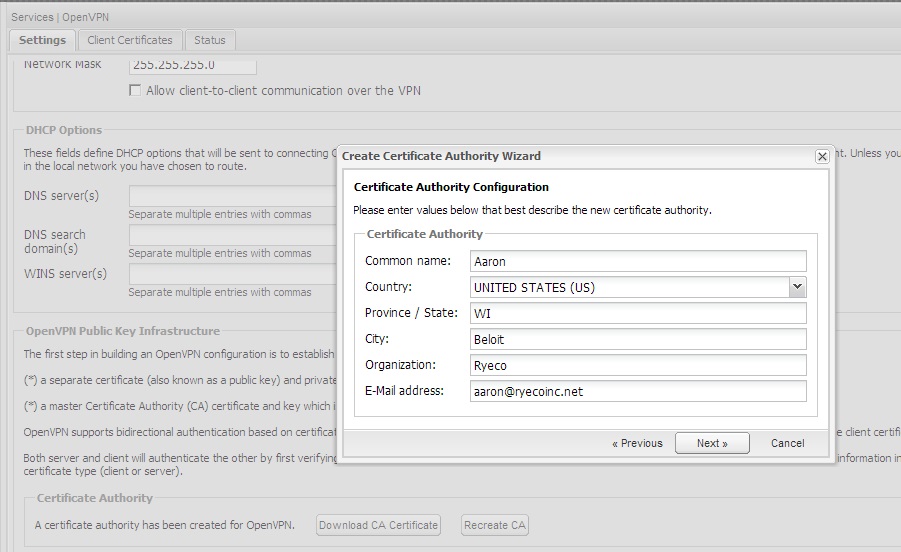 Services | OpenVPN
Settings
Client Certificates
Status
Network Mask
255.255.255.0
Allow client-to-client communication over the VPN
DHCP Options
These fields define DHCP options that will be sent to connecting
nt. Unless you
in the local network you have chosen to route.
DNS server(s)
Separate multiple entries with commas
DNS search
domain(s)
Separate multiple entries with commas
WINS server(s)
Separate multiple entries with commas
OpenVPN Public Key Infrastructure
The first step in building an OpenVPN configuration is to establish
(*) a separate certificate (also known as a public key) and private
(*) a master Certificate Authority (CA) certificate and key which i
OpenVPN supports bidirectional authentication based on certificat
e client certifi
Both server and client will authenticate the other by first verifying
information in
certificate type (client or server).
Certificate Authority
A certificate authority has been created for OpenVPN.
Download CA Certificate
Recreate CA
Create Certificate Authority Wizard
Certificate Authority Configuration
Please enter values below that best describe the new certificate authority.
Certificate Authority
Common name: Aaron
Country: UNITED STATES (US)
Province / State: WI
City: Beloit
Organization: Ryeco
E-Mail address: aaron@ryecoinc.net
« Previous
Next »
Cancel